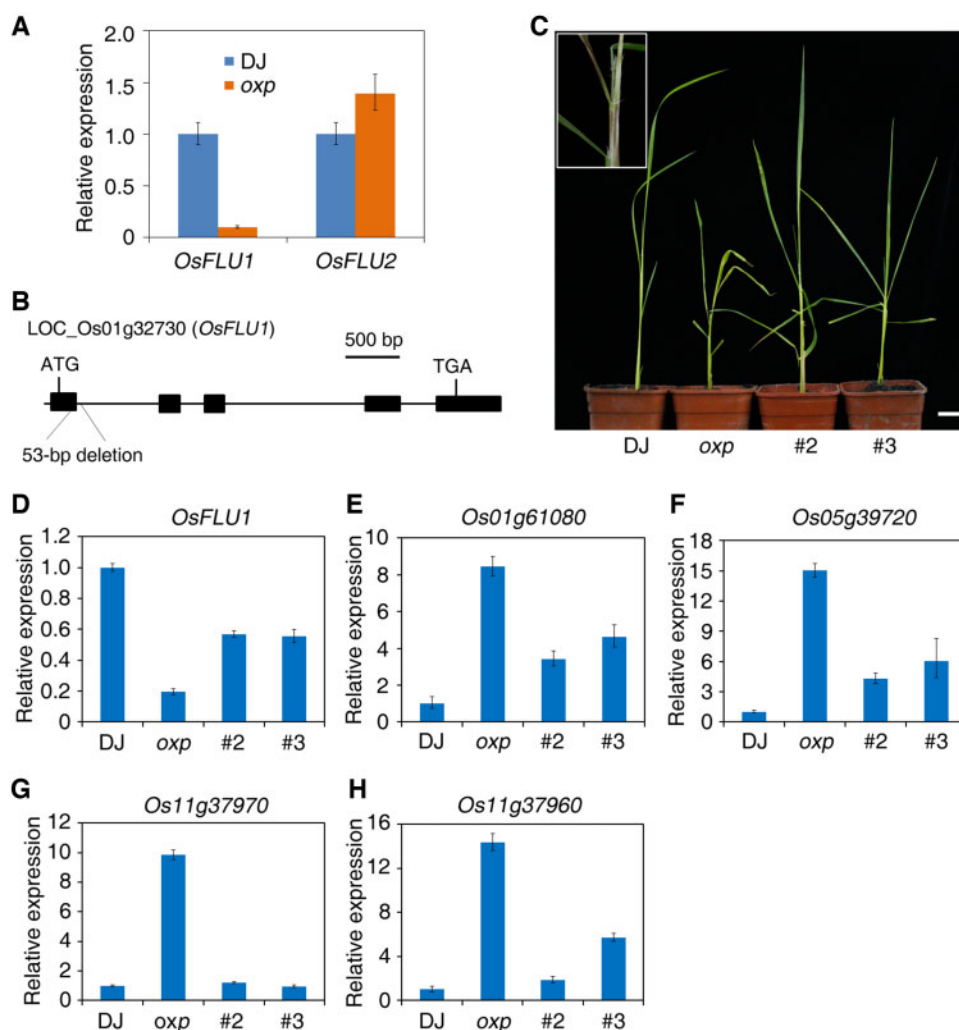 A
2.0
1.5
1.0
0.5
0
Relative expression
DJ
oxp
OsFLU1 OsFLU2
B
LOC_Os01g32730 (OsFLU1)
500 bp
ATG
TGA
53-bp deletion
C
DJ oxp #2 #3
D
OsFLU1
1.2
1.0
0.8
0.6
0.4
0.2
0
Relative expression
DJ oxp #2 #3
E
Os01g61080
8
6
4
2
0
Relative expression
DJ oxp #2 #3
F
Os05g39720
18
15
12
9
6
3
0
Relative expression
DJ oxp #2 #3
G
Os11g37970
12
10
8
6
4
2
0
Relative expression
DJ oxp #2 #3
H
Os11g37960
16
12
8
4
0
Relative expression
DJ oxp #2 #3